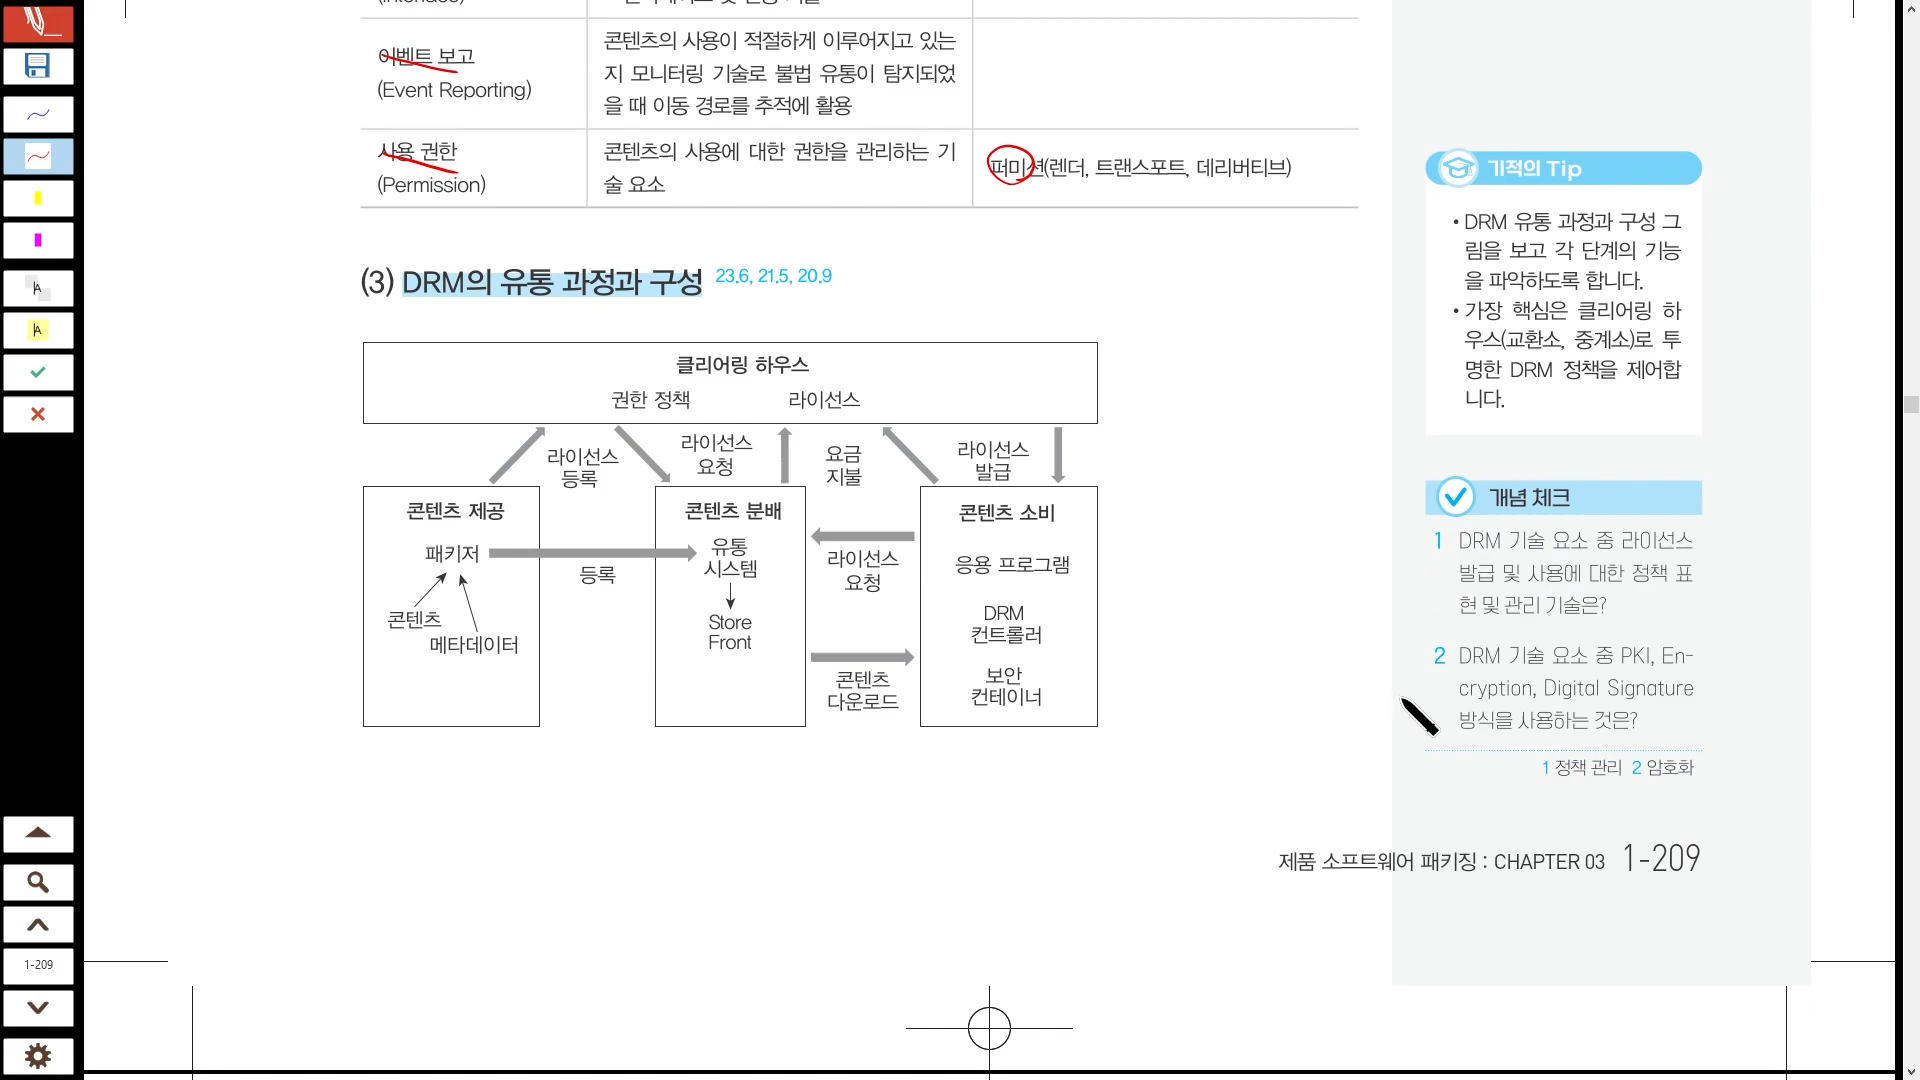 이벤트 보고
(Event Reporting)
콘텐츠의 사용이 적절하게 이루어지고 있는
지 모니터링 기술로 불법 유통이 탐지되었
을 때 이동 경로를 추적에 활용
사용 권한
(Permission)
콘텐츠의 사용에 대한 권한을 관리하는 기
술 요소
퍼미션(렌더, 트랜스포트, 데리버티브)
(3) DRM의 유통 과정과 구성 23.6, 21.5, 20.9
클리어링 하우스
권한 정책 라이선스
라이선스
등록
라이선스
요청
요금
지불
라이선스
발급
콘텐츠 제공
패키저
콘텐츠
메타데이터
등록
콘텐츠 분배
유통
시스템
Store
Front
라이선스
요청
콘텐츠
다운로드
콘텐츠 소비
응용 프로그램
DRM
컨트롤러
보안
컨테이너
기적의 Tip
• DRM 유통 과정과 구성 그
림을 보고 각 단계의 기능
을 파악하도록 합니다.
• 가장 핵심은 클리어링 하
우스(교환소, 중계소)로 투
명한 DRM 정책을 제어합
니다.
개념 체크
1 DRM 기술 요소 중 라이선스
발급 및 사용에 대한 정책 표
현 및 관리 기술은?
2 DRM 기술 요소 중 PKI, En-
cryption, Digital Signature
방식을 사용하는 것은?
1 정책 관리 2 암호화
제품 소프트웨어 패키징 : CHAPTER 03 1-209
1-209